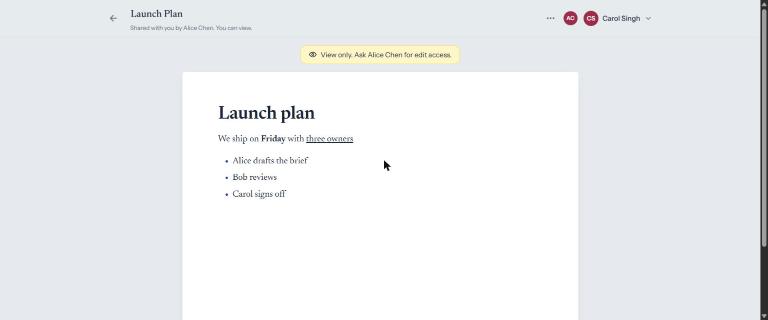 Launch Plan
Shared with you by Alice Chen. You can view.
AC
CS
Carol Singh
View only. Ask Alice Chen for edit access.
Launch plan
We ship on Friday with three owners
• Alice drafts the brief
• Bob reviews
• Carol signs off